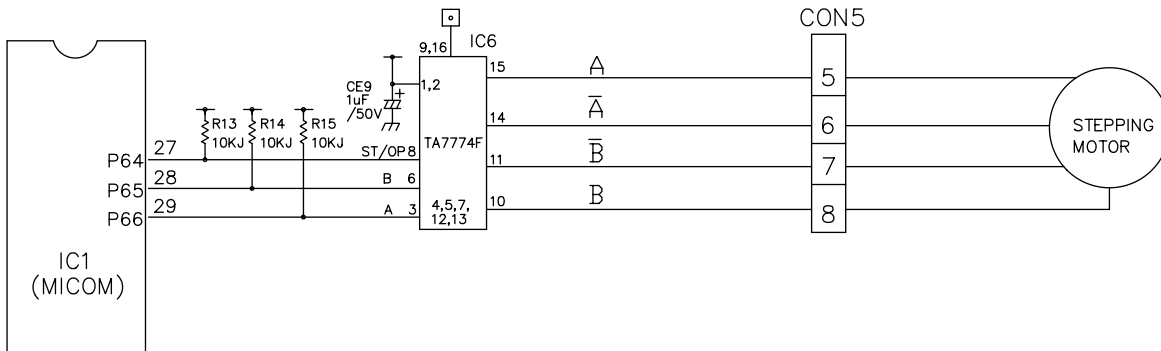 CON5
9,16
IC6
15
A
5
1,2
CE9
1uF
/50V
14
A̅
6
R13
10KJ
R14
10KJ
R15
10KJ
TA7774F
STEPPING
MOTOR
P64
27
ST/OP
8
11
B̅
7
P65
28
B
6
P66
29
A
3
4,5,7,
12,13
10
B
8
IC1
(MICOM)